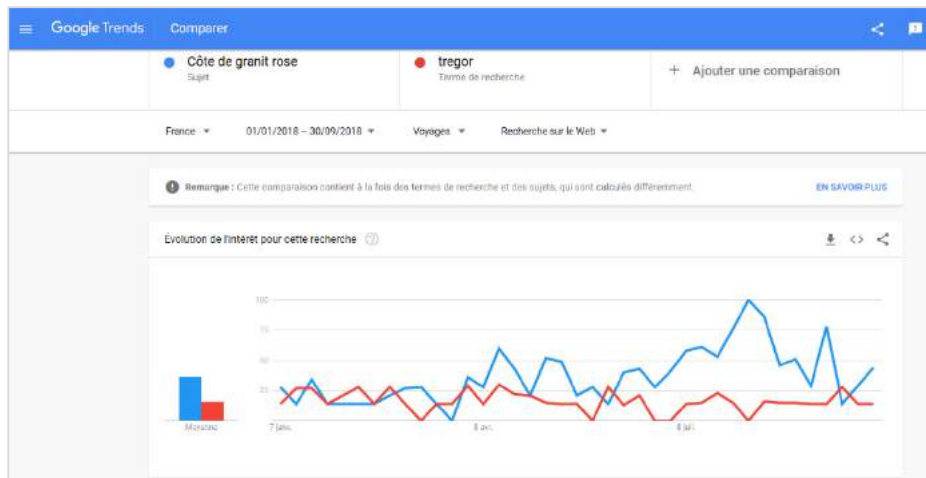 Google Trends Comparer
Côte de granit rose
Sujet
tregor
Terme de recherche
+ Ajouter une comparaison
France 01/01/2018 – 30/09/2018 Voyages Recherche sur le Web
Remarque : Cette comparaison contient à la fois des termes de recherche et des sujets, qui sont calculés différemment. EN SAVOIR PLUS
Évolution de l'intérêt pour cette recherche
100
75
50
25
Moyenne
7 janv.
8 avr.
8 juil.